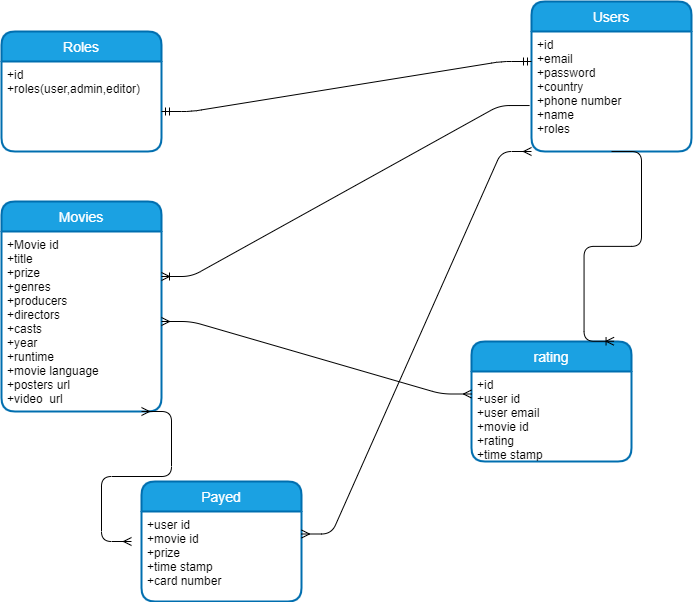 Roles
+id
+roles(user,admin,editor)
Users
+id
+email
+password
+country
+phone number
+name
+roles
Movies
+Movie id
+title
+prize
+genres
+producers
+directors
+casts
+year
+runtime
+movie language
+posters url
+video  url
rating
+id
+user id
+user email
+movie id
+rating
+time stamp
Payed
+user id
+movie id
+prize
+time stamp
+card number